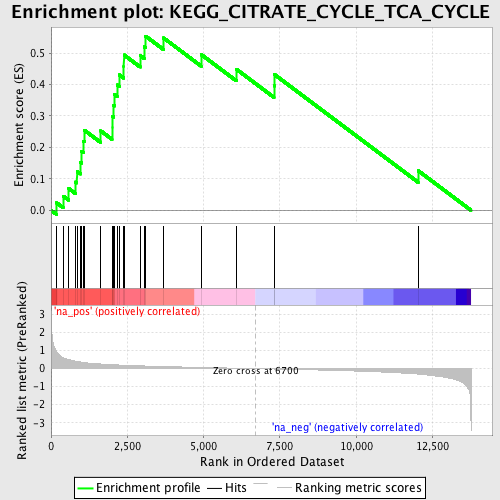 Enrichment plot: KEGG_CITRATE_CYCLE_TCA_CYCLE
Enrichment score (ES)
0.5
0.4
0.3
0.2
0.1
0.0
'na_pos' (positively correlated)
Ranked list metric (PreRanked)
3
2
1
0
-1
-2
-3
Zero cross at 6700
'na_neg' (negatively correlated)
0
2,500
5,000
7,500
10,000
12,500
Rank in Ordered Dataset
Enrichment profile
Hits
Ranking metric scores